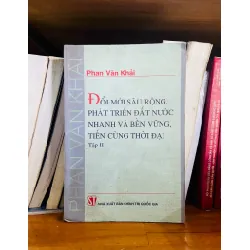 PHAN VĂN KHẢI
Phan Văn Khải
ĐỔI MỚI SÂU RỘNG,
PHÁT TRIỂN ĐẤT NƯỚC
NHANH VÀ BỀN VỮNG,
TIẾN CÙNG THỜI ĐẠI
Tập II
NHÀ XUẤT BẢN CHÍNH TRỊ QUỐC GIA